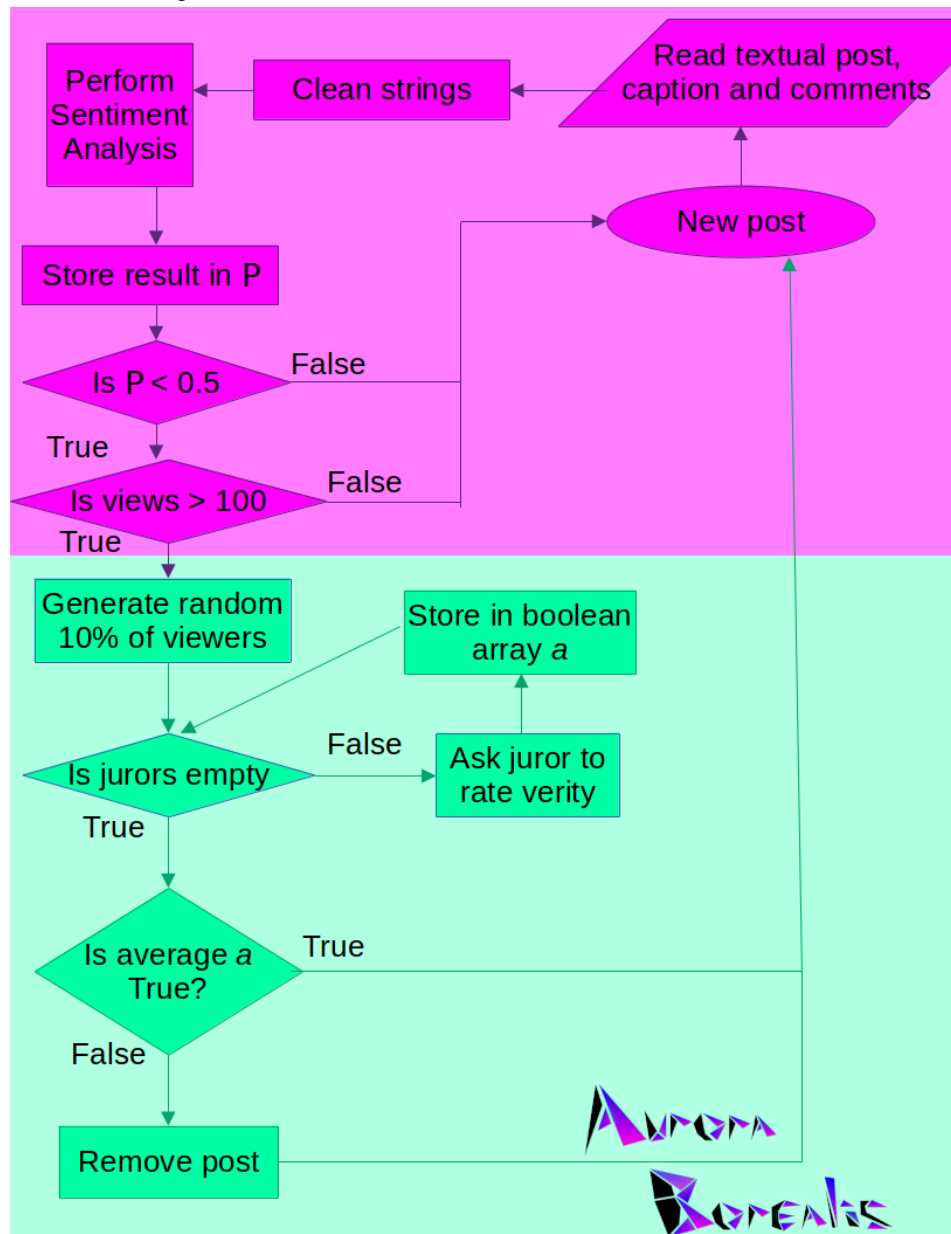 Perform
Sentiment
Analysis
Clean strings
Read textual post,
caption and comments
New post
Store result in P
Is P < 0.5
False
True
Is views > 100
False
True
Generate random
10% of viewers
Store in boolean
array a
Is jurors empty
False
Ask juror to
rate verity
True
Is average a
True?
True
False
Remove post
Aurora
Borealis